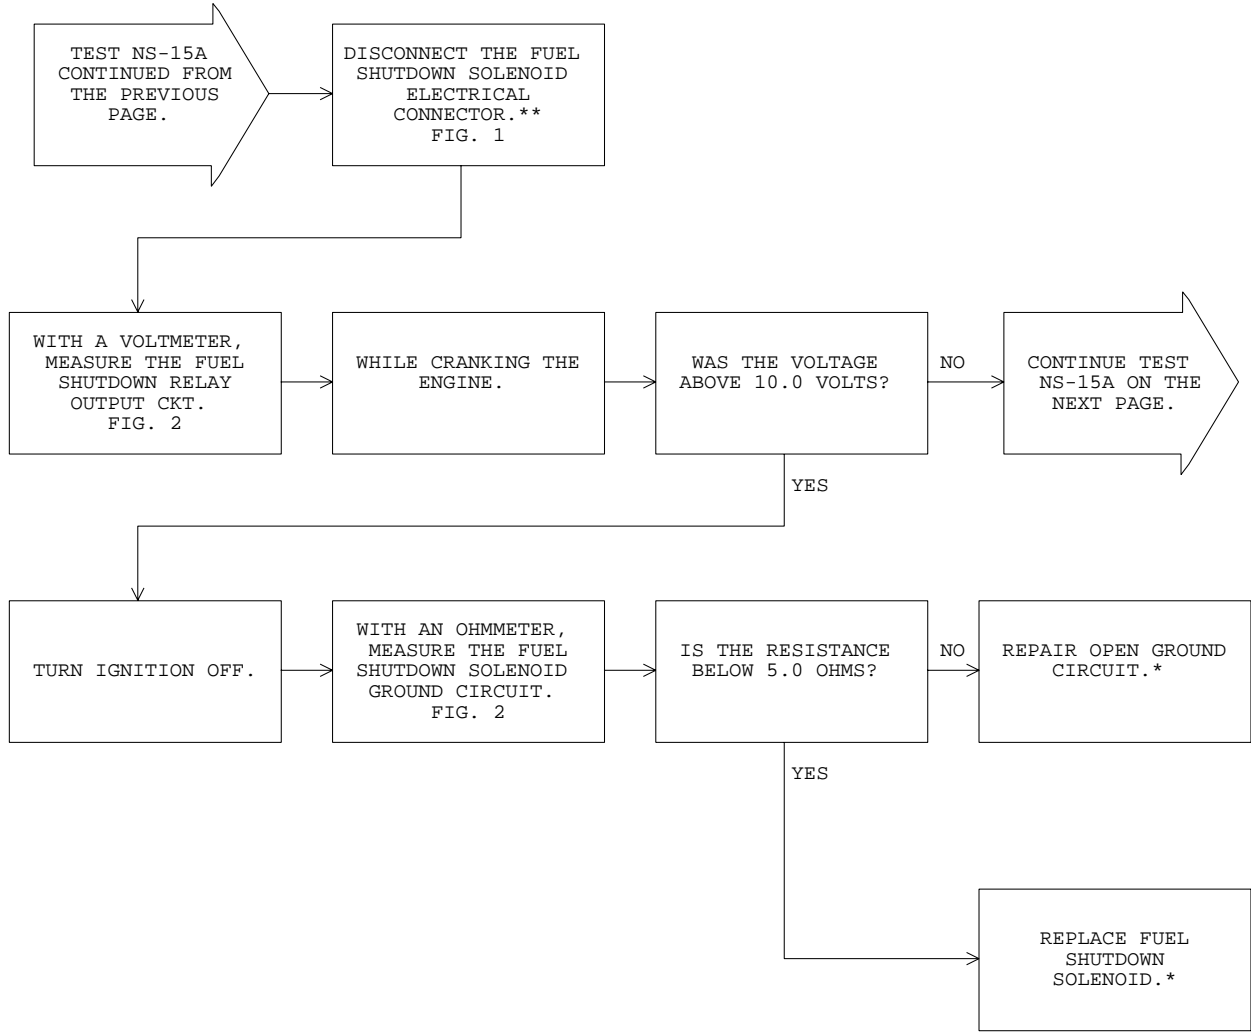 TEST NS-15A
CONTINUED FROM
THE PREVIOUS
PAGE.
DISCONNECT THE FUEL
SHUTDOWN SOLENOID
ELECTRICAL
CONNECTOR.**
FIG. 1
WITH A VOLTMETER,
MEASURE THE FUEL
SHUTDOWN RELAY
OUTPUT CKT.
FIG. 2
WHILE CRANKING THE
ENGINE.
WAS THE VOLTAGE
ABOVE 10.0 VOLTS?
NO
CONTINUE TEST
NS-15A ON THE
NEXT PAGE.
YES
TURN IGNITION OFF.
WITH AN OHMMETER,
MEASURE THE FUEL
SHUTDOWN SOLENOID
GROUND CIRCUIT.
FIG. 2
IS THE RESISTANCE
BELOW 5.0 OHMS?
NO
REPAIR OPEN GROUND
CIRCUIT.*
YES
REPLACE FUEL
SHUTDOWN
SOLENOID.*